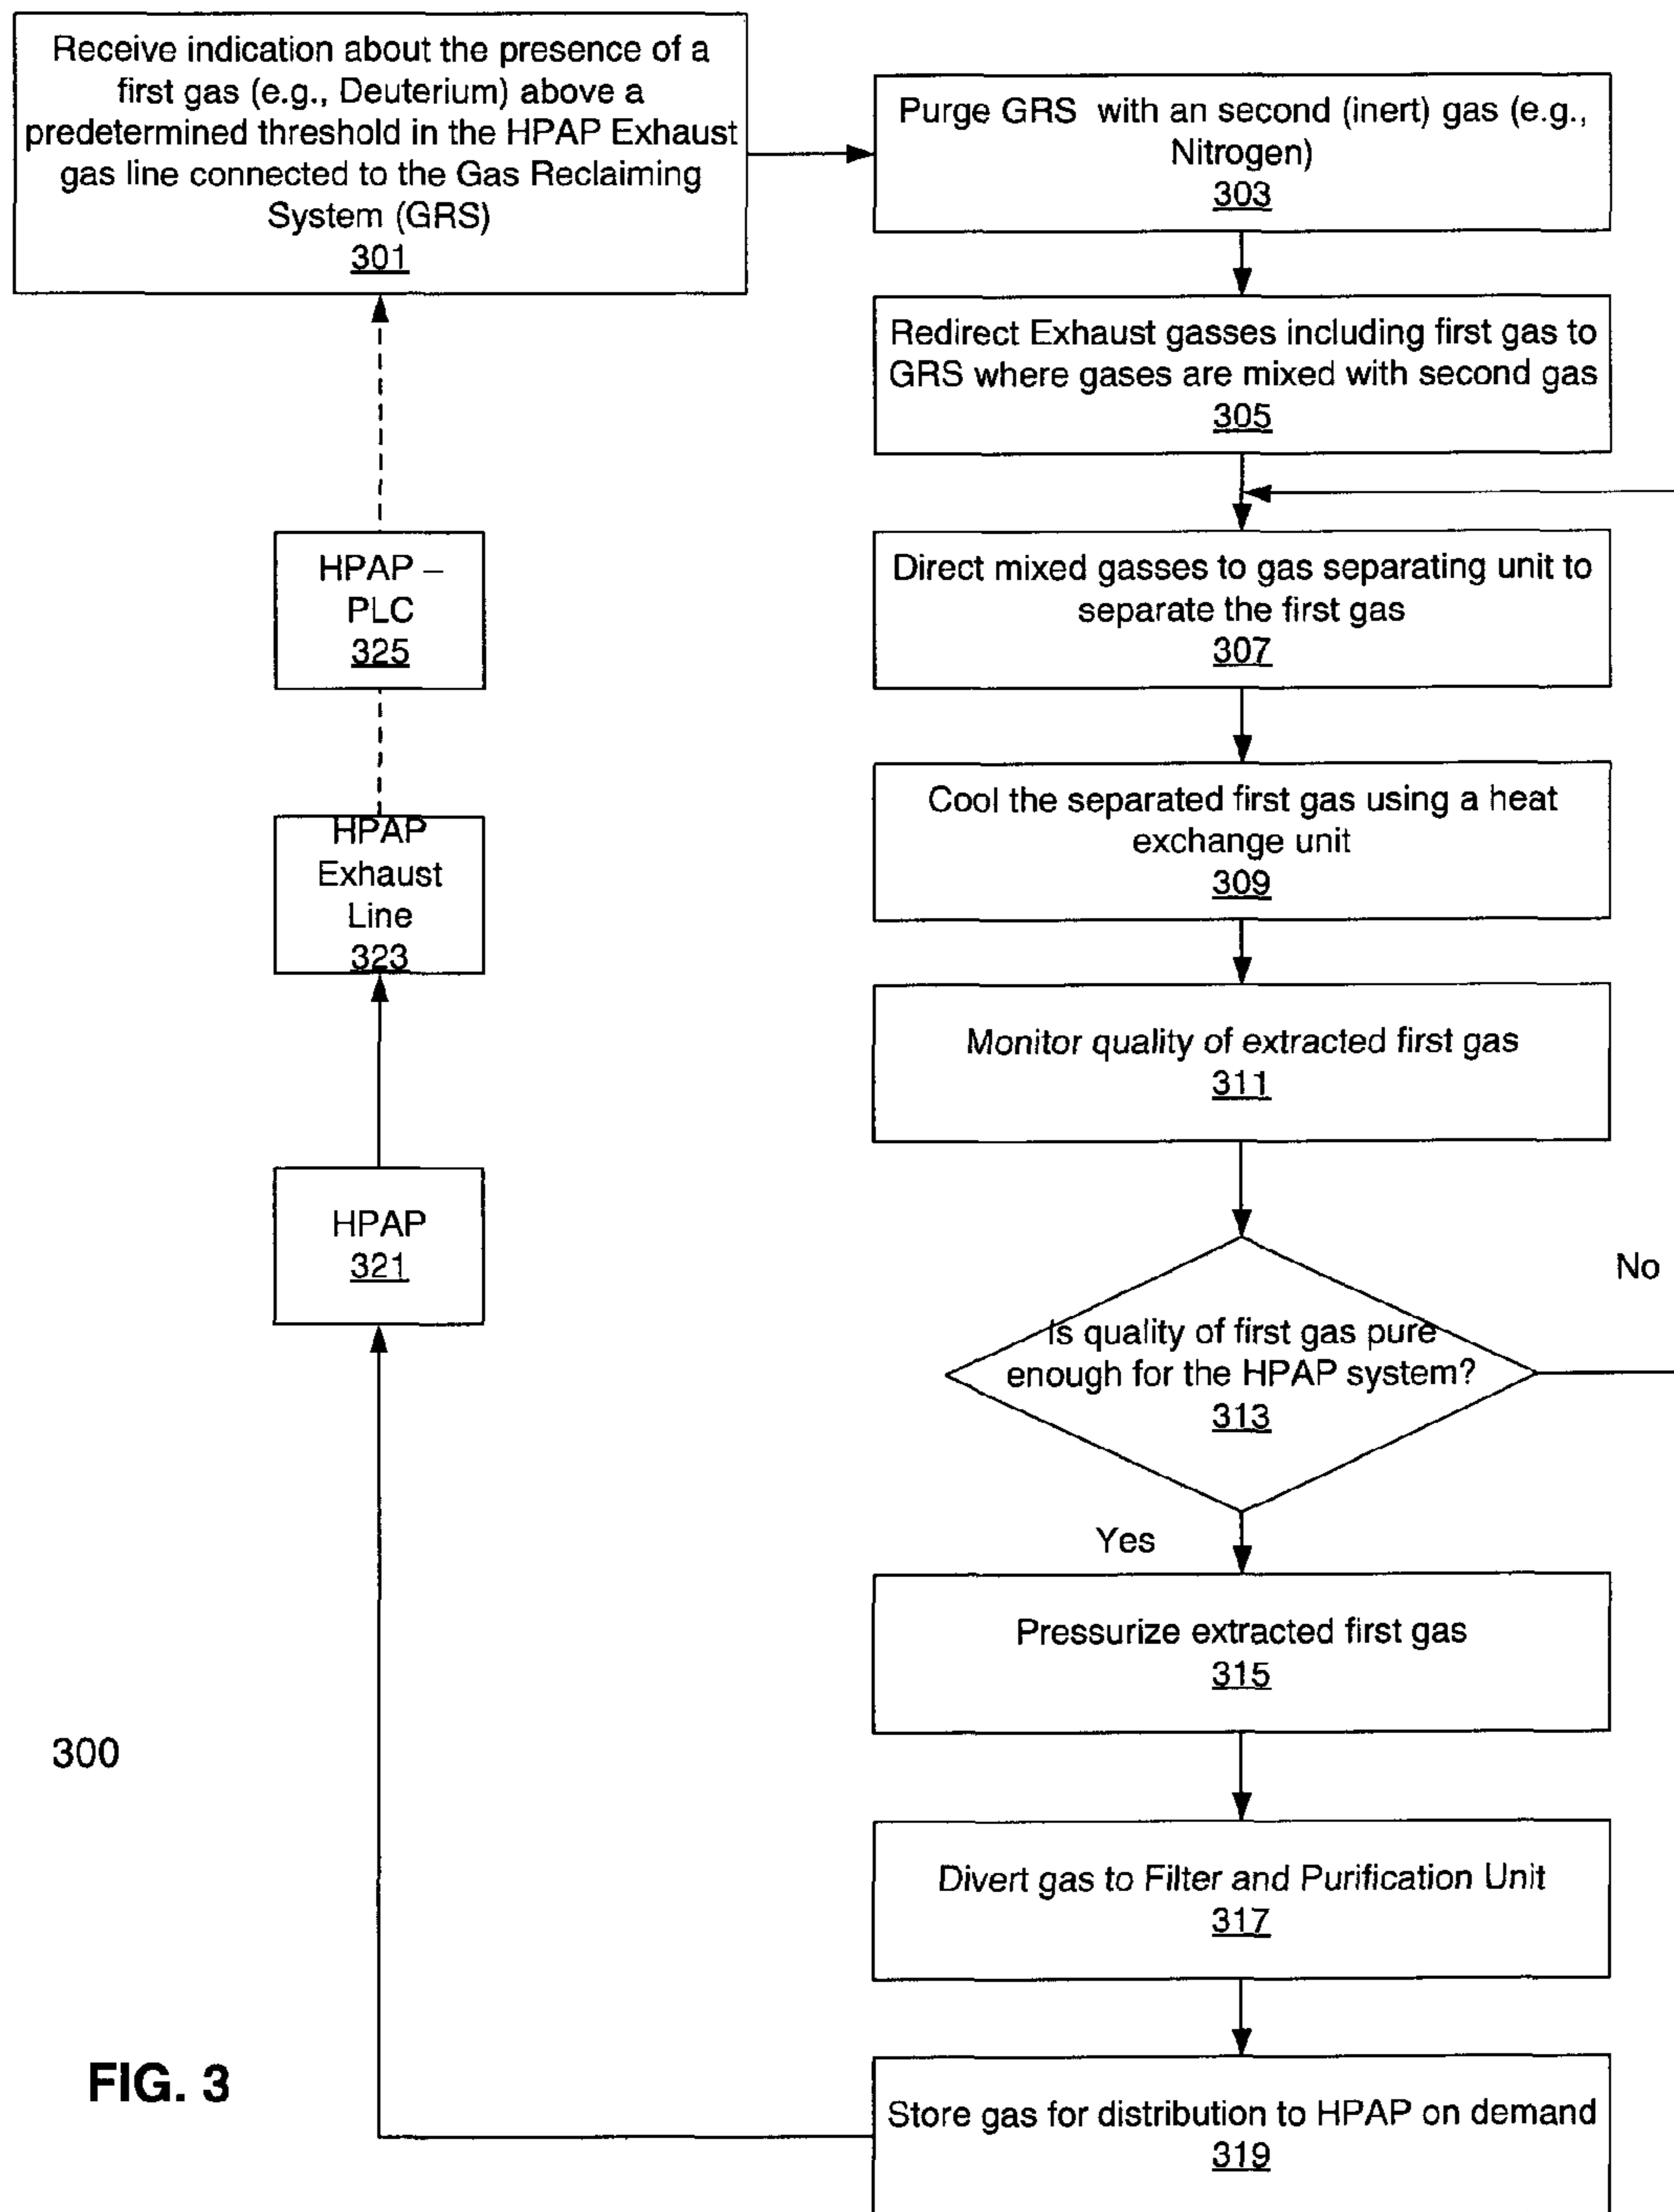 Receive indication about the presence of a
first gas (e.g., Deuterium) above a
predetermined threshold in the HPAP Exhaust
gas line connected to the Gas Reclaiming
System (GRS)
301
Purge GRS with an second (inert) gas (e.g.,
Nitrogen)
303
Redirect Exhaust gasses including first gas to
GRS where gases are mixed with second gas
305
Direct mixed gasses to gas separating unit to
separate the first gas
307
Cool the separated first gas using a heat
exchange unit
309
Monitor quality of extracted first gas
311
Is quality of first gas pure
enough for the HPAP system?
313
No
Yes
Pressurize extracted first gas
315
Divert gas to Filter and Purification Unit
317
Store gas for distribution to HPAP on demand
319
HPAP
321
HPAP
Exhaust
Line
323
HPAP –
PLC
325
300
FIG. 3